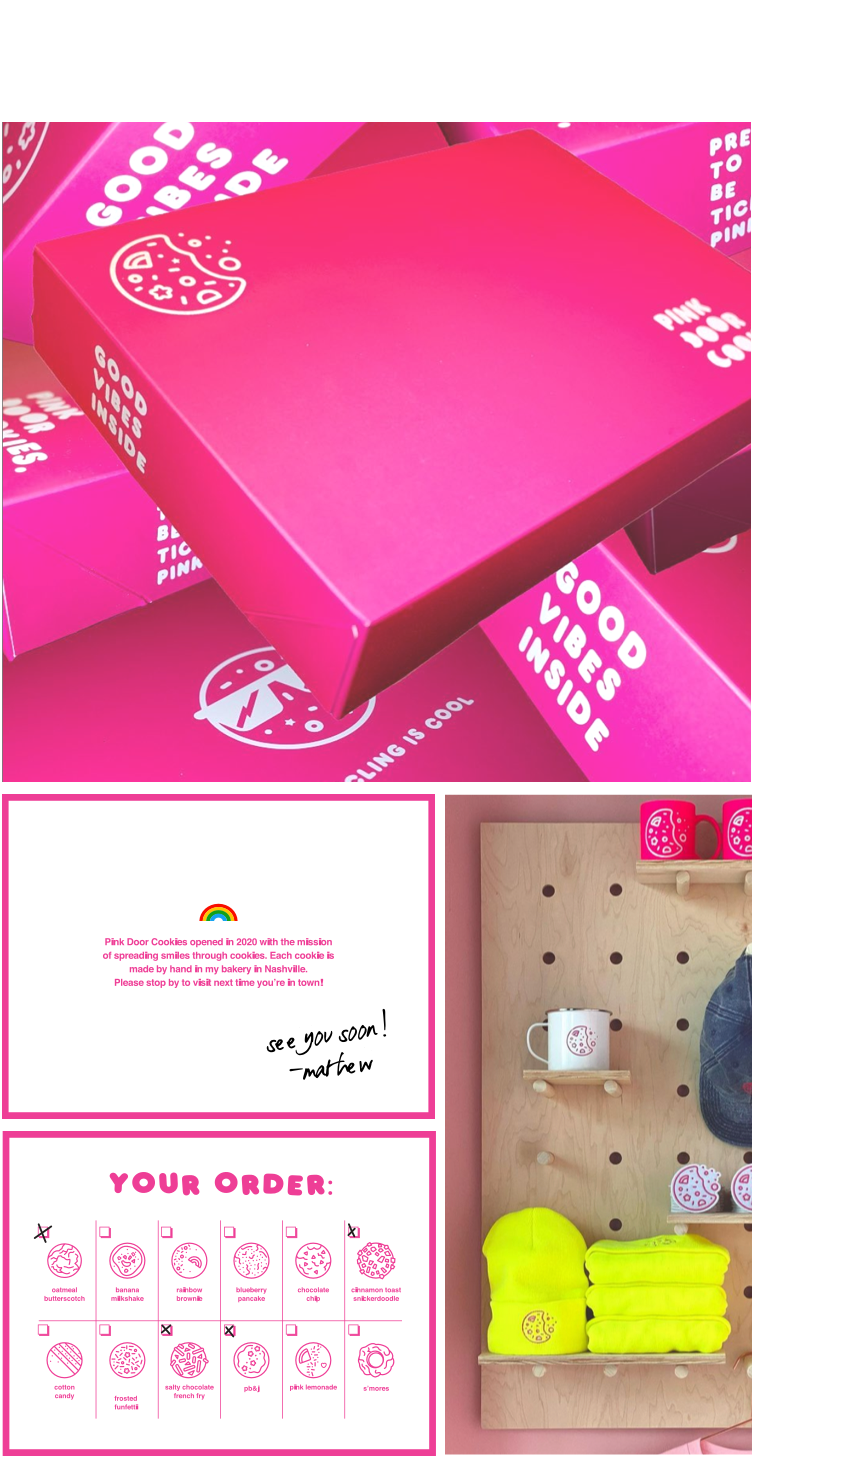 GOOD
VIBES
INSIDE
PRE
TO
BE
PINK
DOOR
GOOD
VIBES
INSIDE
PINK
DOOR
BE
TIC
PINK
GOOD
VIBES
INSIDE
CLING IS COOL
Pink Door Cookies opened in 2020 with the mission
of spreading smiles through cookies. Each cookie is
made by hand in my bakery in Nashville.
Please stop by to visit next time you're in town!
see you soon!
-mathew
YOUR ORDER:
oatmeal
butterscotch
banana
milkshake
rainbow
brownie
blueberry
pancake
chocolate
chip
cinnamon toast
snickerdoodle
cotton
candy
frosted
funfetti
salty chocolate
french fry
pb&j
pink lemonade
s'mores